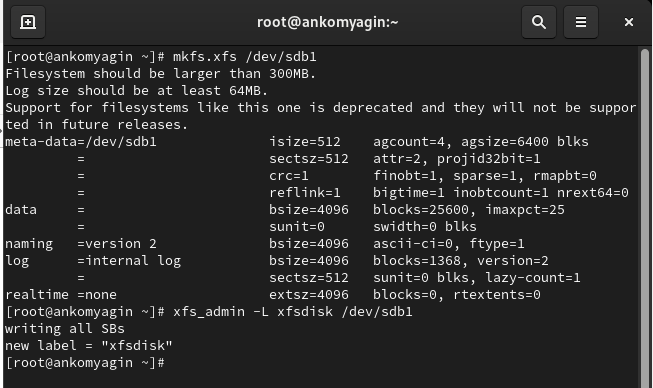 root@ankomyagin:~
[root@ankomyagin ~]# mkfs.xfs /dev/sdb1
Filesystem should be larger than 300MB.
Log size should be at least 64MB.
Support for filesystems like this one is deprecated and they will not be suppor
ted in future releases.
meta-data=/dev/sdb1              isize=512    agcount=4, agsize=6400 blks
         =                       sectsz=512   attr=2, projid32bit=1
         =                       crc=1        finobt=1, sparse=1, rmapbt=0
         =                       reflink=1    bigtime=1 inobtcount=1 nrext64=0
data     =                       bsize=4096   blocks=25600, imaxpct=25
         =                       sunit=0      swidth=0 blks
naming   =version 2              bsize=4096   ascii-ci=0, ftype=1
log      =internal log           bsize=4096   blocks=1368, version=2
         =                       sectsz=512   sunit=0 blks, lazy-count=1
realtime =none                   extsz=4096   blocks=0, rtextents=0
[root@ankomyagin ~]# xfs_admin -L xfsdisk /dev/sdb1
writing all SBs
new label = "xfsdisk"
[root@ankomyagin ~]#